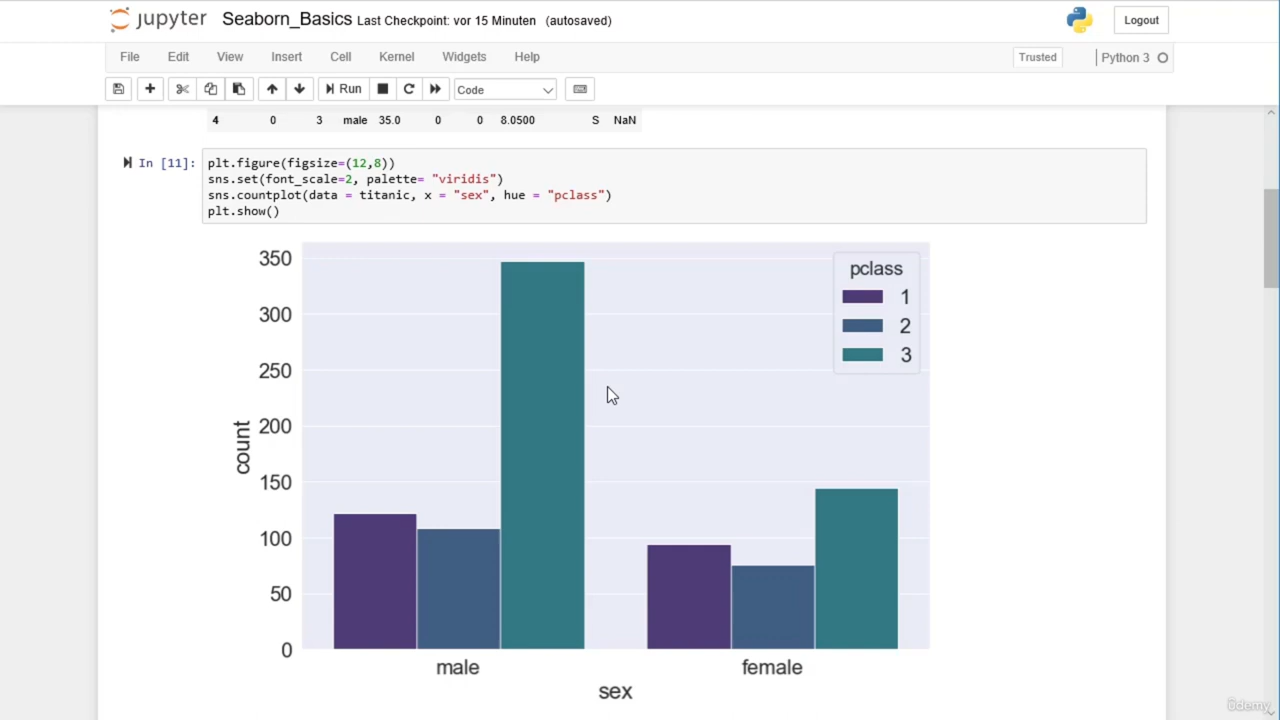 jupyter Seaborn_Basics Last Checkpoint: vor 15 Minuten (autosaved)
Logout
File Edit View Insert Cell Kernel Widgets Help
Trusted
Python 3
Run
Code
4 0 3 male 35.0 0 0 8.0500 S NaN
In [11]:
plt.figure(figsize=(12,8))
sns.set(font_scale=2, palette= "viridis")
sns.countplot(data = titanic, x = "sex", hue = "pclass")
plt.show()
350
300
250
200
150
100
50
0
count
pclass
1
2
3
male female
sex
ûdemy